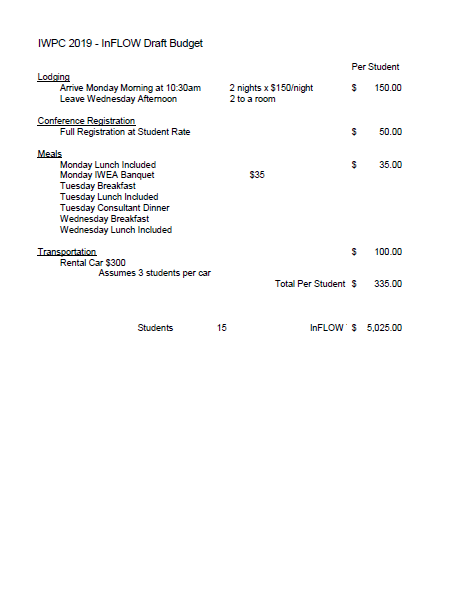 IWPC 2019 - InFLOW Draft Budget
Per Student
Lodging
Arrive Monday Morning at 10:30am 2 nights x $150/night $ 150.00
Leave Wednesday Afternoon 2 to a room
Conference Registration
Full Registration at Student Rate $ 50.00
Meals
Monday Lunch Included $ 35.00
Monday IWEA Banquet $35
Tuesday Breakfast
Tuesday Lunch Included
Tuesday Consultant Dinner
Wednesday Breakfast
Wednesday Lunch Included
Transportation $ 100.00
Rental Car $300
Assumes 3 students per car
Total Per Student $ 335.00
Students 15 InFLOW $ 5,025.00